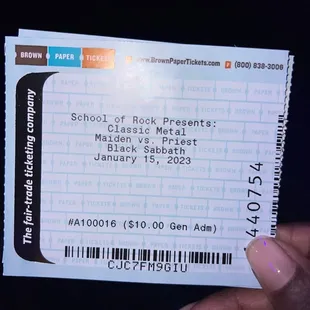 BROWN PAPER TICKETS www.BrownPaperTickets.com (800) 838-3006
The fair-trade ticketing company.
School of Rock Presents:
Classic Metal
Maiden vs. Priest
Black Sabbath
January 15, 2023
#A100016 ($10.00 Gen Adm)
CJC7FM9GIU
440754